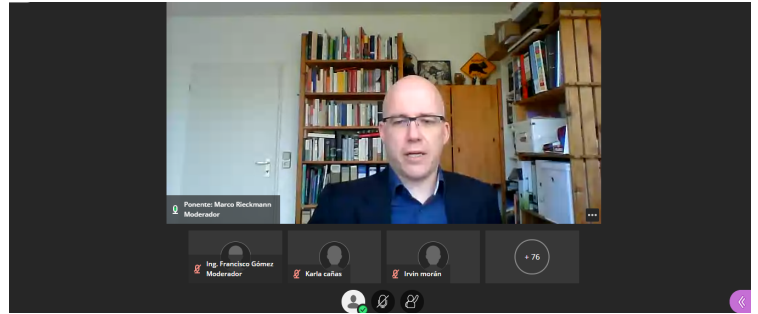 Ponente: Marco Rieckmann
Moderador
Ing. Francisco Gómez
Moderador
Karla cañas
Irvin morán
+ 76